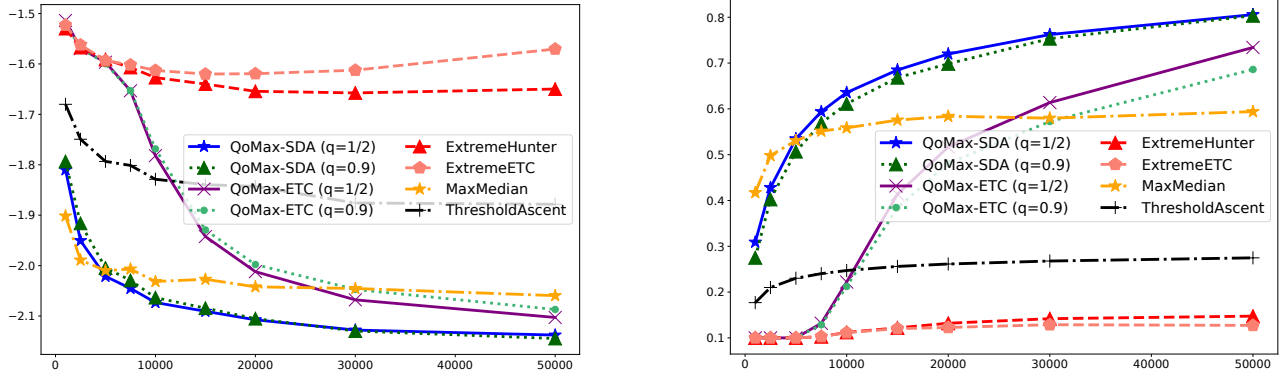 −1.5
−1.6
−1.7
−1.8
−1.9
−2.0
−2.1
0 10000 20000 30000 40000 50000
QoMax-SDA (q=1/2)
QoMax-SDA (q=0.9)
QoMax-ETC (q=1/2)
QoMax-ETC (q=0.9)
ExtremeHunter
ExtremeETC
MaxMedian
ThresholdAscent
0.8
0.7
0.6
0.5
0.4
0.3
0.2
0.1
0 10000 20000 30000 40000 50000
QoMax-SDA (q=1/2)
QoMax-SDA (q=0.9)
QoMax-ETC (q=1/2)
QoMax-ETC (q=0.9)
ExtremeHunter
ExtremeETC
MaxMedian
ThresholdAscent